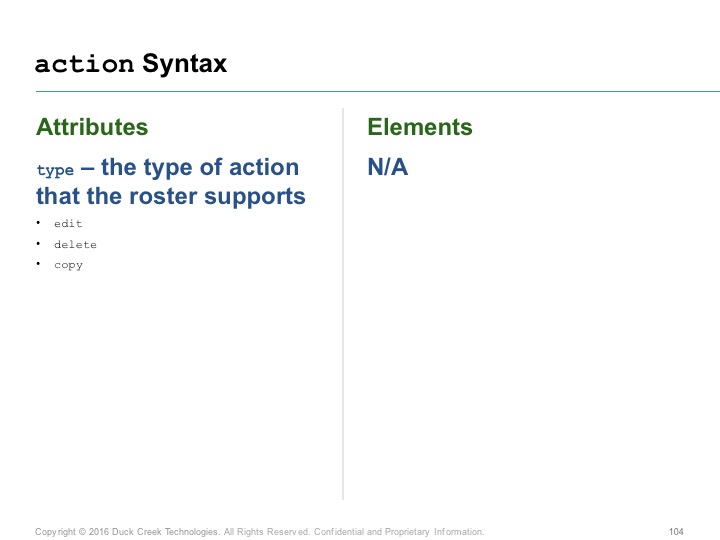 action Syntax
Attributes
type – the type of action
that the roster supports
• edit
• delete
• copy
Elements
N/A
Copyright © 2016 Duck Creek Technologies. All Rights Reserved. Confidential and Proprietary Information.
104